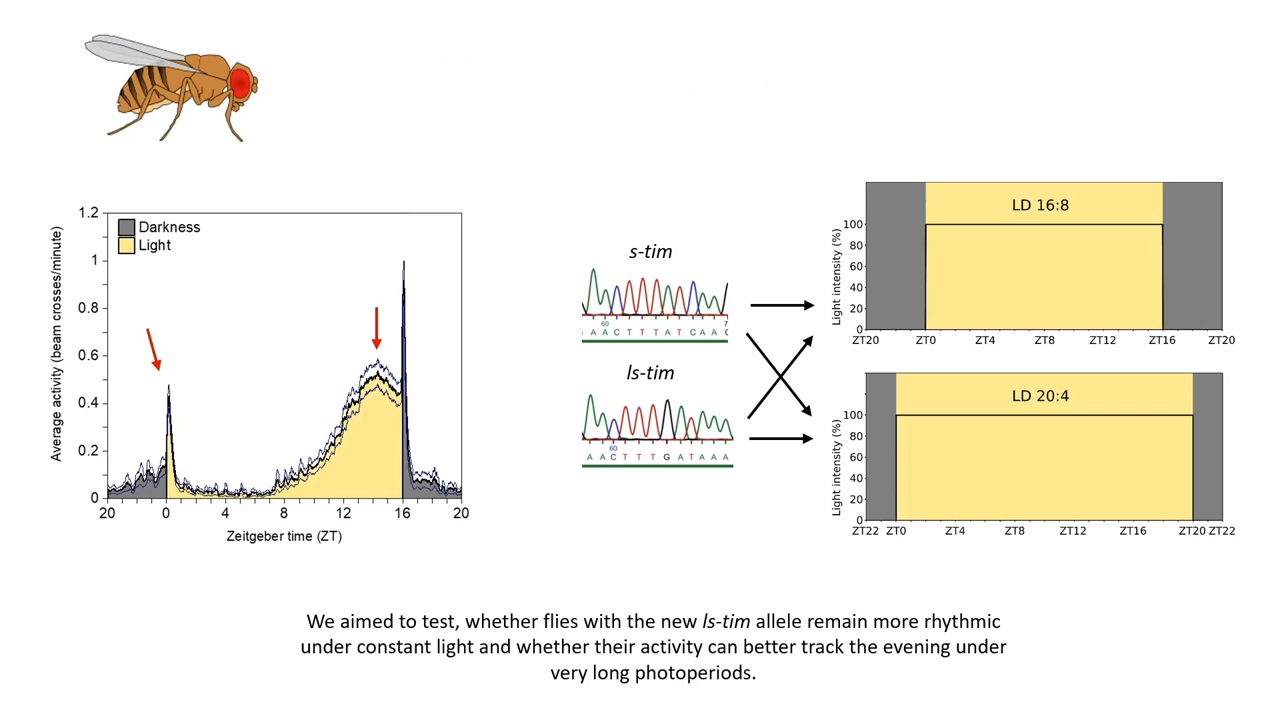 1.2
1
0.8
0.6
0.4
0.2
0
Average activity (beam crosses/minute)
Darkness
Light
20 0 4 8 12 16 20
Zeitgeber time (ZT)
s-tim
60 7
A A C T T T A T C A A C
ls-tim
60
A A C T T T G A T A A A
LD 16:8
Light intensity (%)
100
80
60
40
20
0
ZT20 ZT0 ZT4 ZT8 ZT12 ZT16 ZT20
LD 20:4
Light intensity (%)
100
80
60
40
20
0
ZT22 ZT0 ZT4 ZT8 ZT12 ZT16 ZT20 ZT22
We aimed to test, whether flies with the new ls-tim allele remain more rhythmic
under constant light and whether their activity can better track the evening under
very long photoperiods.